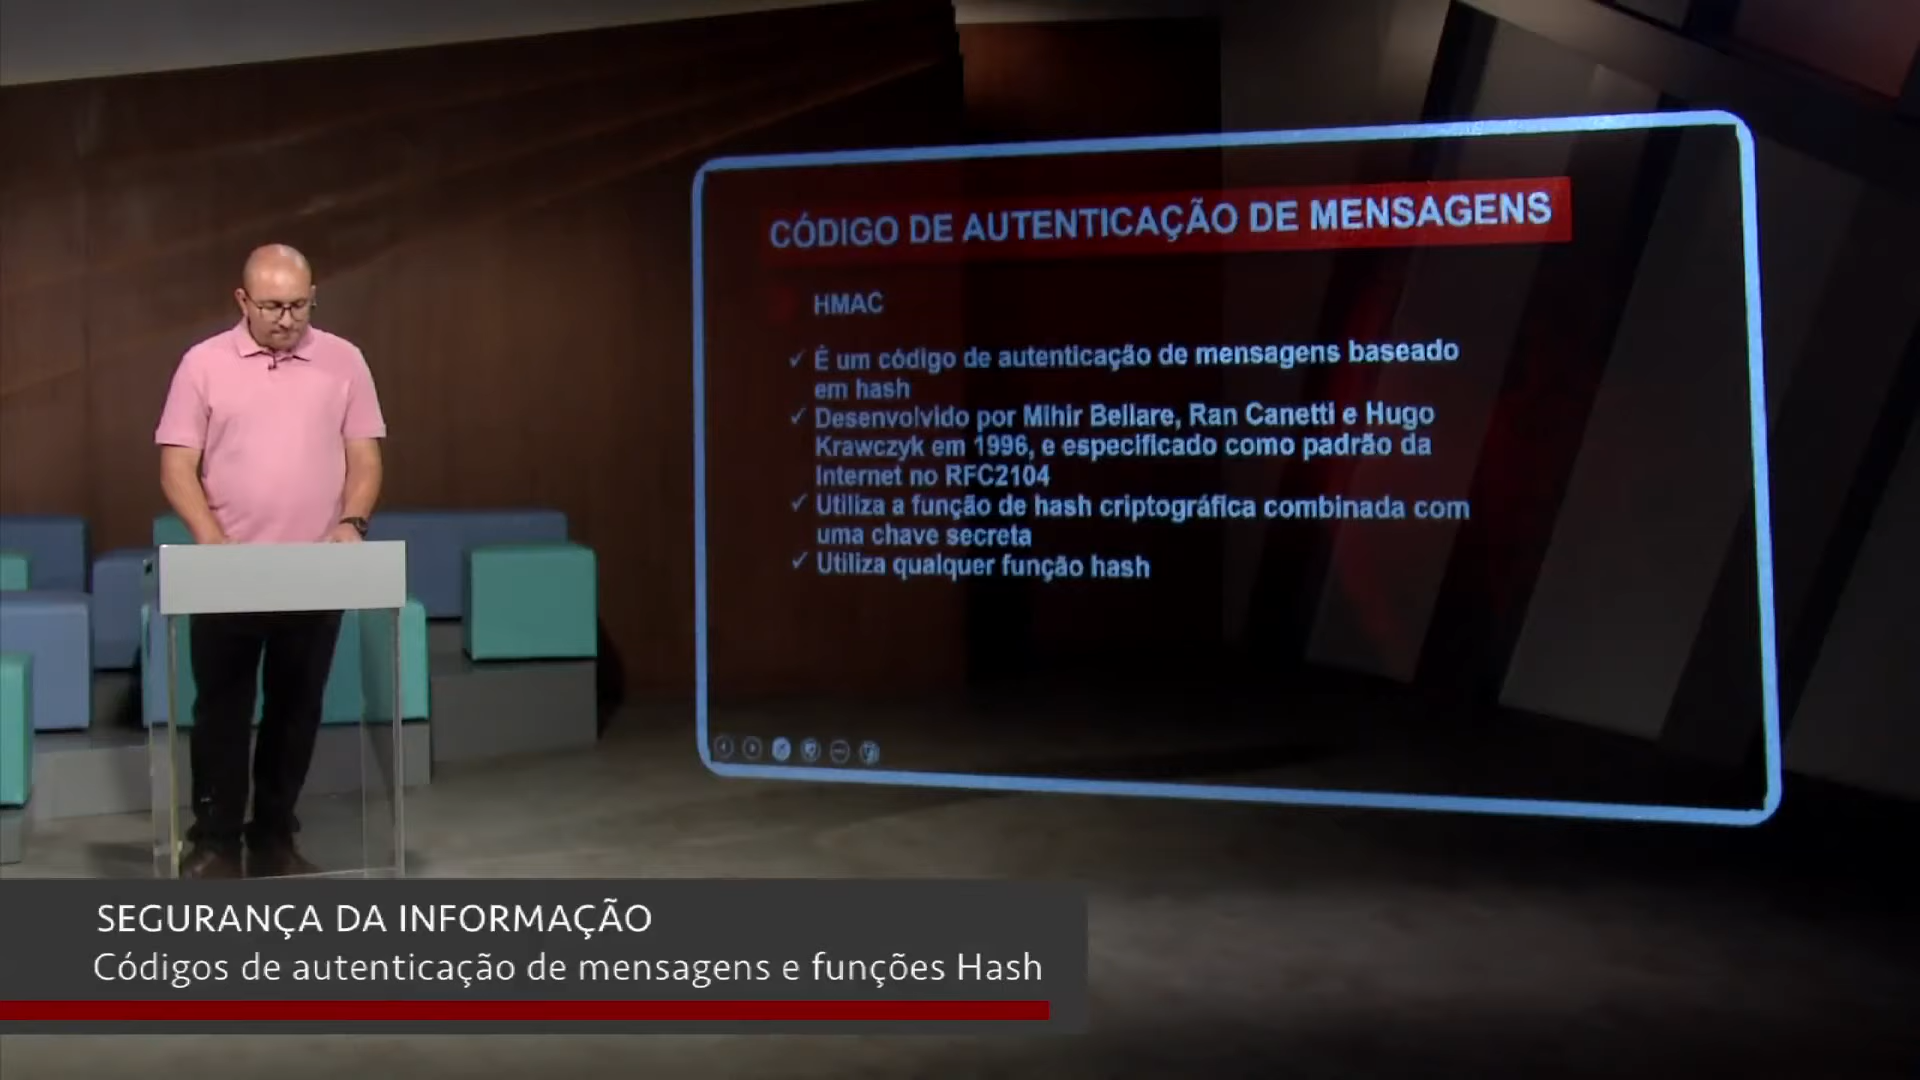 CÓDIGO DE AUTENTICAÇÃO DE MENSAGENS
HMAC
✓ É um código de autenticação de mensagens baseado
em hash
✓ Desenvolvido por Mihir Bellare, Ran Canetti e Hugo
Krawczyk em 1996, e especificado como padrão da
Internet no RFC2104
✓ Utiliza a função de hash criptográfica combinada com
uma chave secreta
✓ Utiliza qualquer função hash
SEGURANÇA DA INFORMAÇÃO
Códigos de autenticação de mensagens e funções Hash